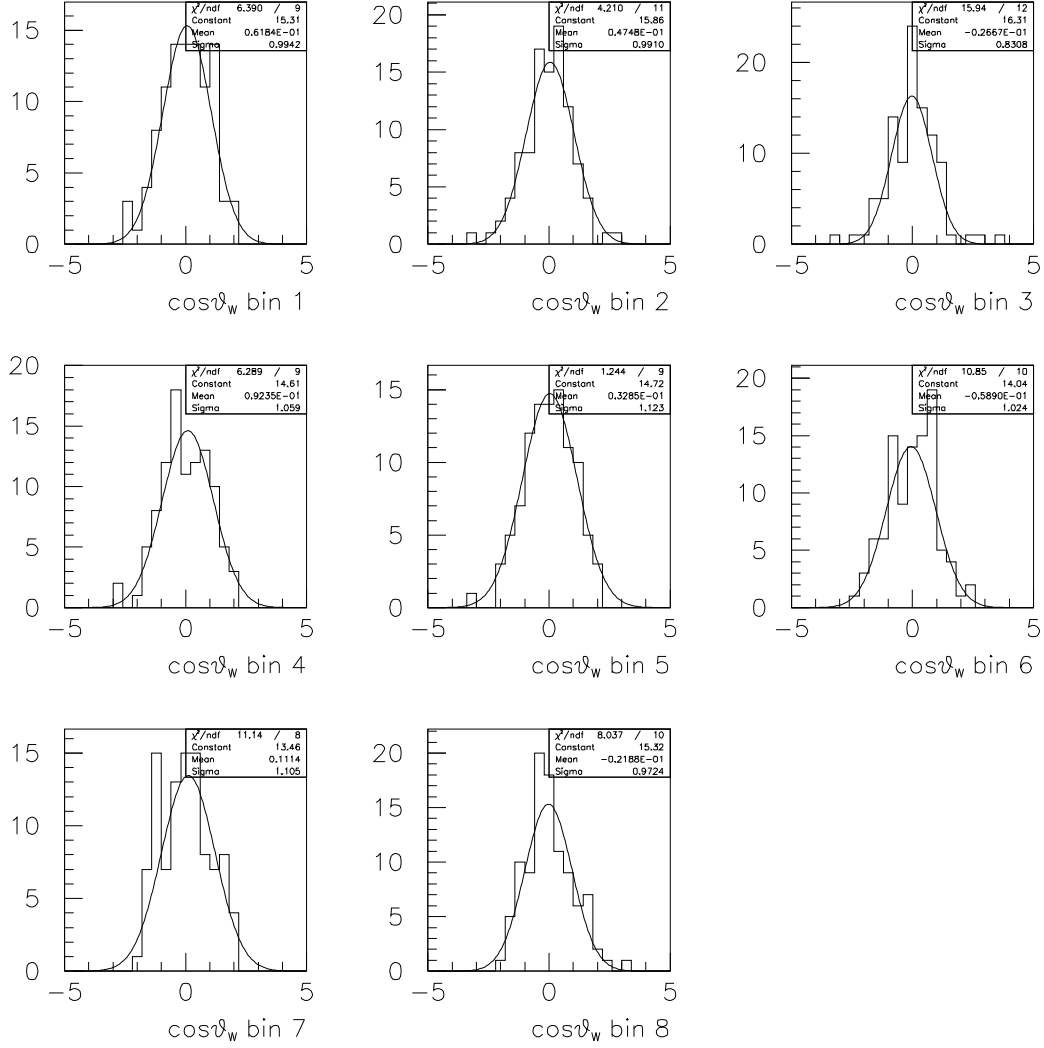 χ²/ndf 6.390 / 9
Constant 15.31
Mean 0.6184E-01
Sigma 0.9942
15
10
5
0
−5 0 5
cosϑW bin 1
χ²/ndf 4.210 / 11
Constant 15.86
Mean 0.4748E-01
Sigma 0.9910
20
15
10
5
0
−5 0 5
cosϑW bin 2
χ²/ndf 15.94 / 12
Constant 16.31
Mean −0.2667E-01
Sigma 0.8308
20
10
0
−5 0 5
cosϑW bin 3
χ²/ndf 6.289 / 9
Constant 14.61
Mean 0.9235E-01
Sigma 1.059
20
15
10
5
0
−5 0 5
cosϑW bin 4
χ²/ndf 1.244 / 9
Constant 14.72
Mean 0.3285E-01
Sigma 1.123
15
10
5
0
−5 0 5
cosϑW bin 5
χ²/ndf 10.85 / 10
Constant 14.04
Mean −0.5890E-01
Sigma 1.024
20
15
10
5
0
−5 0 5
cosϑW bin 6
χ²/ndf 11.14 / 8
Constant 13.46
Mean 0.1114
Sigma 1.105
15
10
5
0
−5 0 5
cosϑW bin 7
χ²/ndf 8.037 / 10
Constant 15.32
Mean −0.2188E-01
Sigma 0.9724
20
15
10
5
0
−5 0 5
cosϑW bin 8